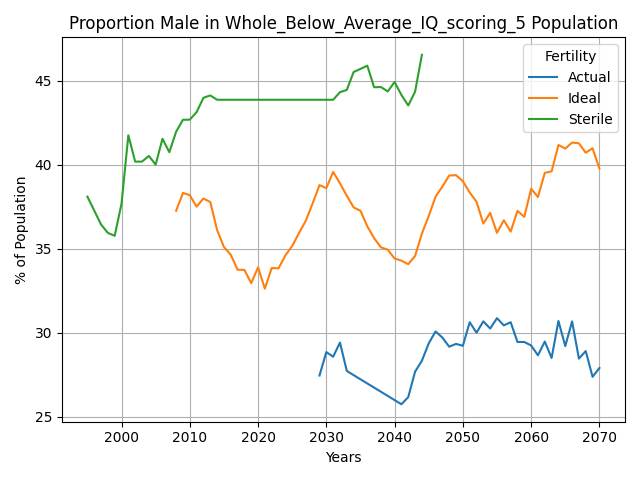 Proportion Male in Whole_Below_Average_IQ_scoring_5 Population
Fertility
Actual
Ideal
Sterile
% of Population
45
40
35
30
25
2000 2010 2020 2030 2040 2050 2060 2070
Years